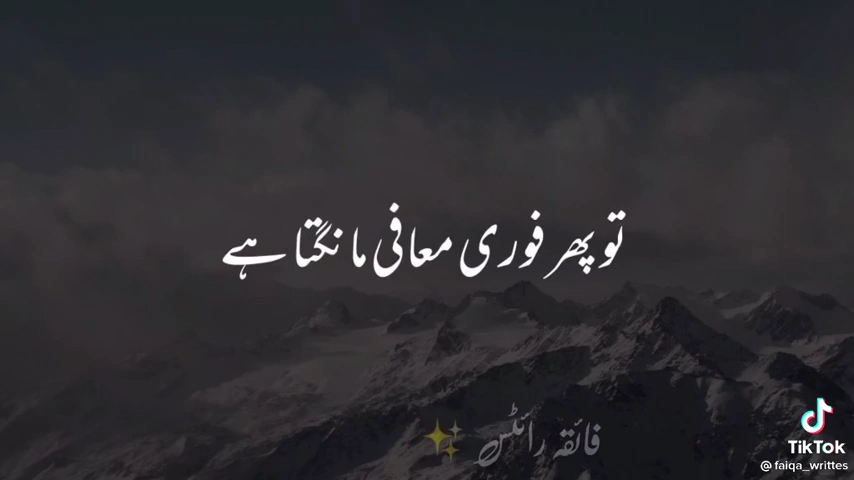 تو پھر فوری معافی مانگتا ہے
فائقہ رائٹس
TikTok
@faiqa_writtes